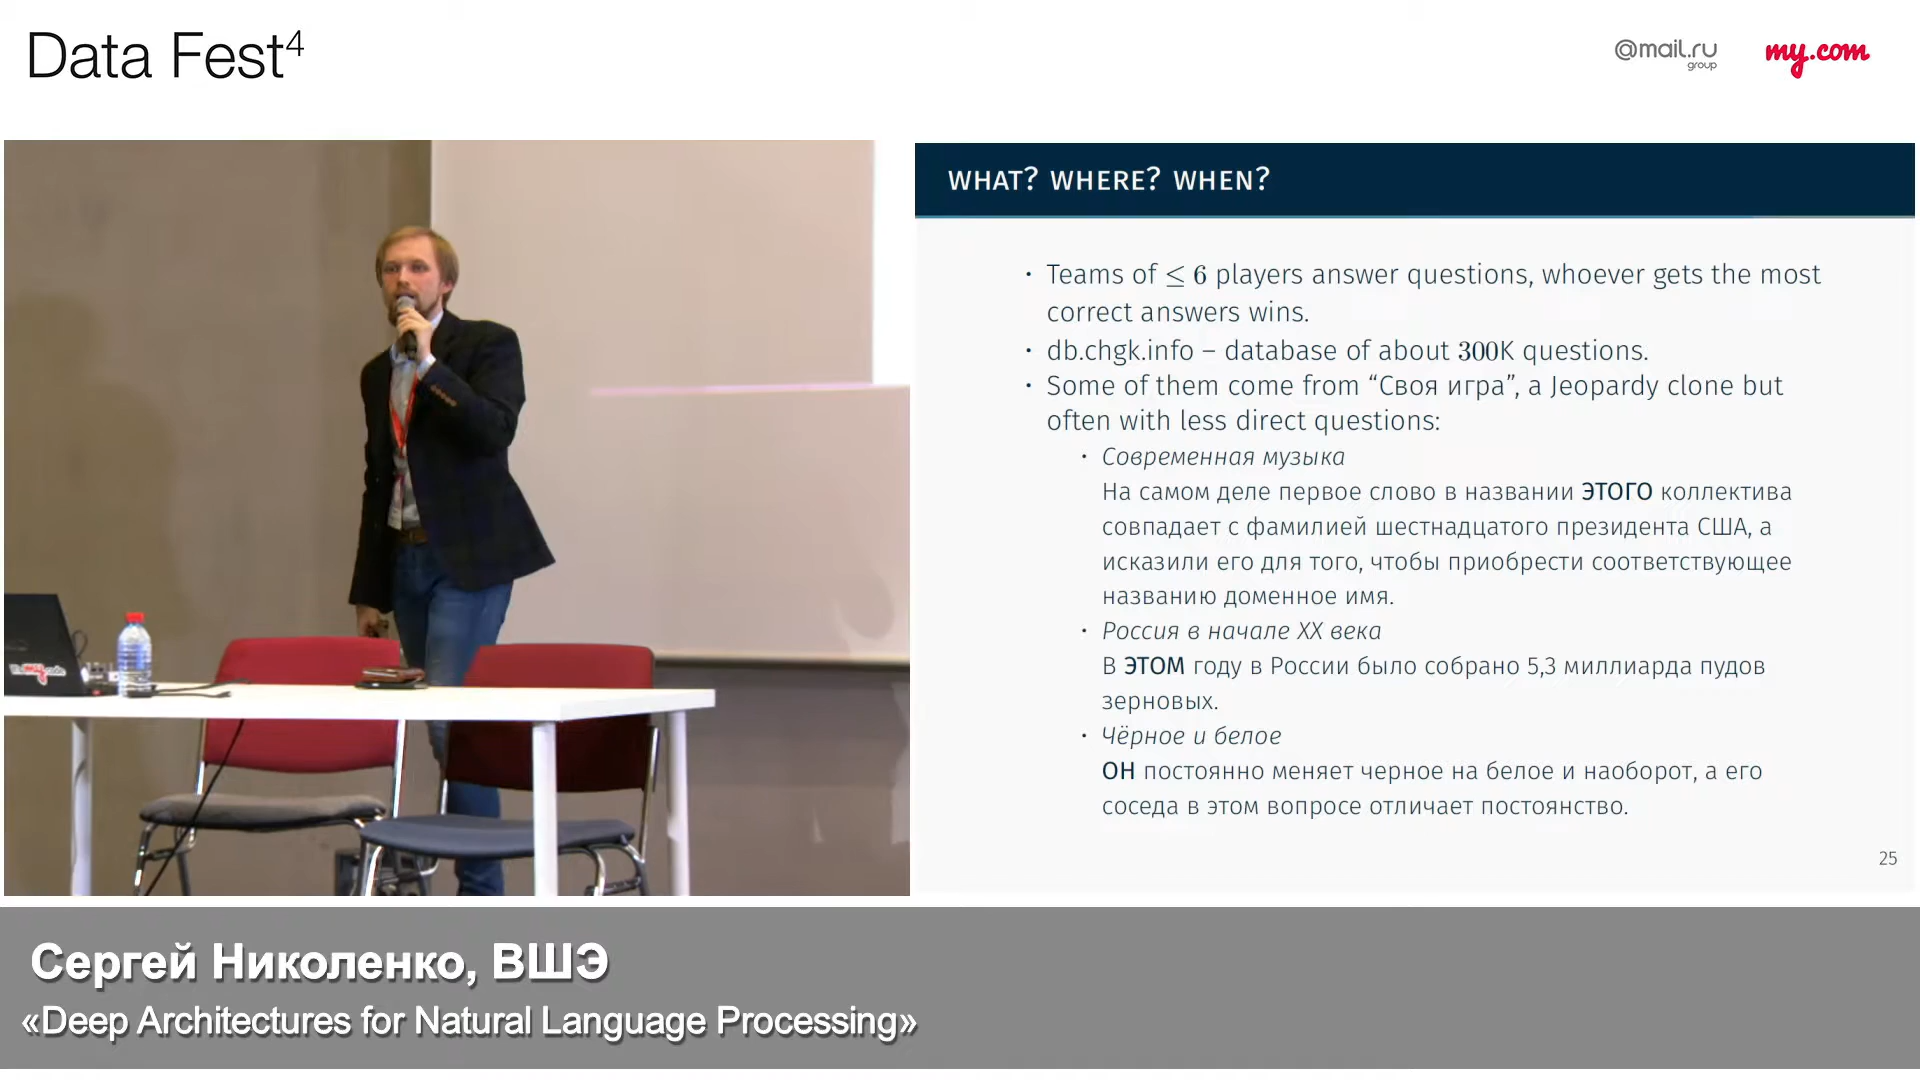 Data Fest⁴
@mail.ru
group
my.com
WHAT? WHERE? WHEN?
· Teams of ≤ 6 players answer questions, whoever gets the most
correct answers wins.
· db.chgk.info – database of about 300K questions.
· Some of them come from “Своя игра”, a Jeopardy clone but
often with less direct questions:
· Современная музыка
На самом деле первое слово в названии ЭТОГО коллектива
совпадает с фамилией шестнадцатого президента США, а
исказили его для того, чтобы приобрести соответствующее
названию доменное имя.
· Россия в начале XX века
В ЭТОМ году в России было собрано 5,3 миллиарда пудов
зерновых.
· Чёрное и белое
ОН постоянно меняет черное на белое и наоборот, а его
соседа в этом вопросе отличает постоянство.
25
Сергей Николенко, ВШЭ
«Deep Architectures for Natural Language Processing»